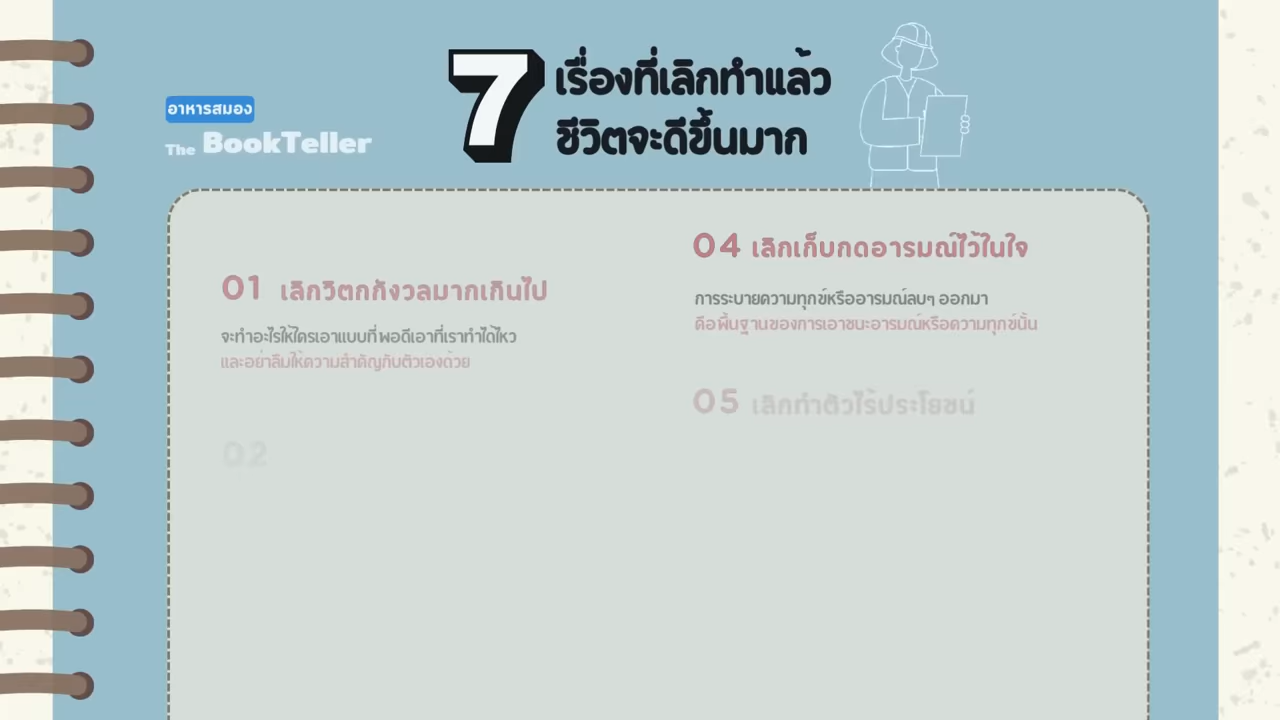 7
เรื่องที่เลิกทำแล้ว
ชีวิตจะดีขึ้นมาก
อาหารสมอง
The BookTeller
01 เลิกวิตกกังวลมากเกินไป
จะทำอะไรให้ใครเอาแบบที่พอดีเอาที่เราทำได้ไหว
และอย่าลืมให้ความสำคัญกับตัวเองด้วย
02
04 เลิกเก็บกดอารมณ์ไว้ในใจ
การระบายความทุกข์หรืออารมณ์ลบๆ ออกมา
คือพื้นฐานของการเอาชนะอารมณ์หรือความทุกข์นั้น
05 เลิกทำตัวไร้ประโยชน์